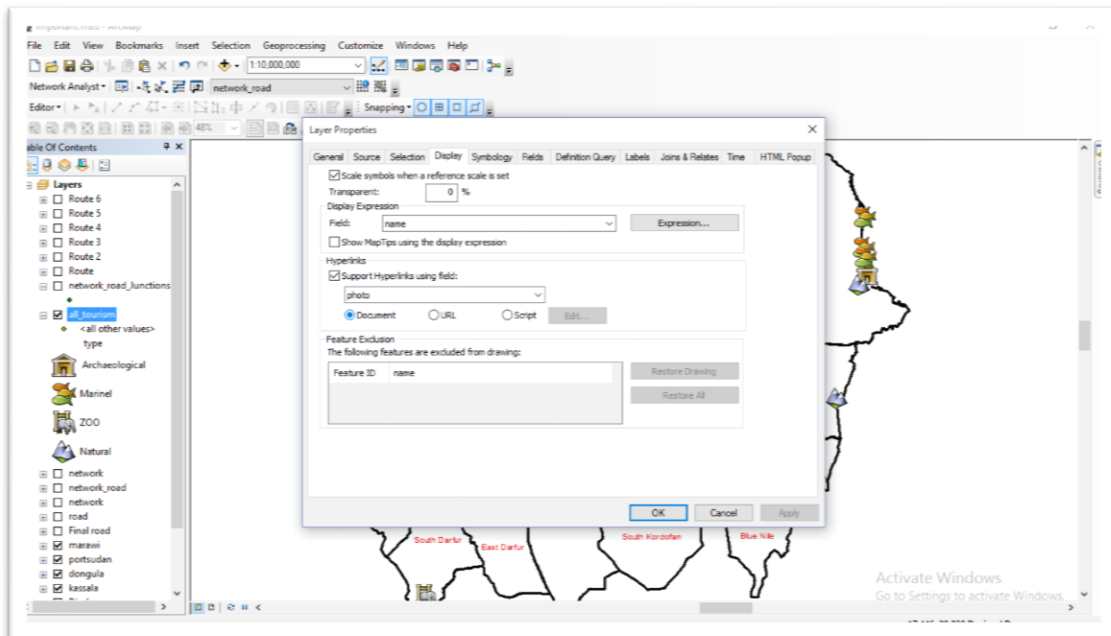 File Edit View Bookmarks Insert Selection Geoprocessing Customize Windows Help
1:10,000,000
Network Analyst network_road
Editor Snapping
48%
Layer Properties
General Source Selection Display Symbology Fields Definition Query Labels Joins & Relates Time HTML Popup
Scale symbols when a reference scale is set
Transparent: 0 %
Display Expression
Field: name Expression...
Show MapTips using the display expression
Hyperlinks
Support Hyperlinks using field:
photo
Document URL Script Edit...
Feature Exclusion
The following features are excluded from drawing:
Feature ID name
Restore Drawing
Restore All
OK Cancel Apply
able Of Contents
Layers
Route 6
Route 5
Route 4
Route 3
Route 2
Route
network_road_Junctions
all_tourism
<all other values>
type
Archaeological
Marinel
ZOO
Natural
network
network_road
network
road
Final road
marawi
portsudan
dongula
kassala
South Darfur
East Darfur
South Kordofan
Blue Nile
Activate Windows
Go to Settings to activate Windows.